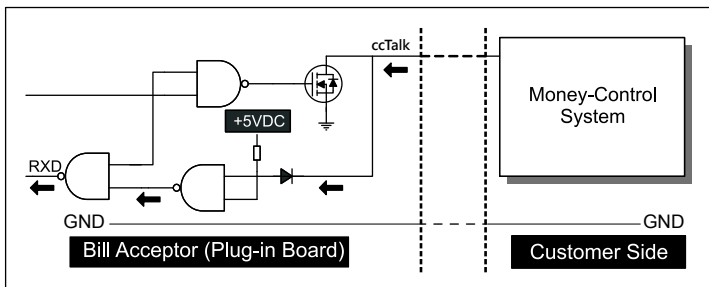 ccTalk
Money-Control
System
+5VDC
RXD
GND
GND
Bill Acceptor (Plug-in Board)
Customer Side